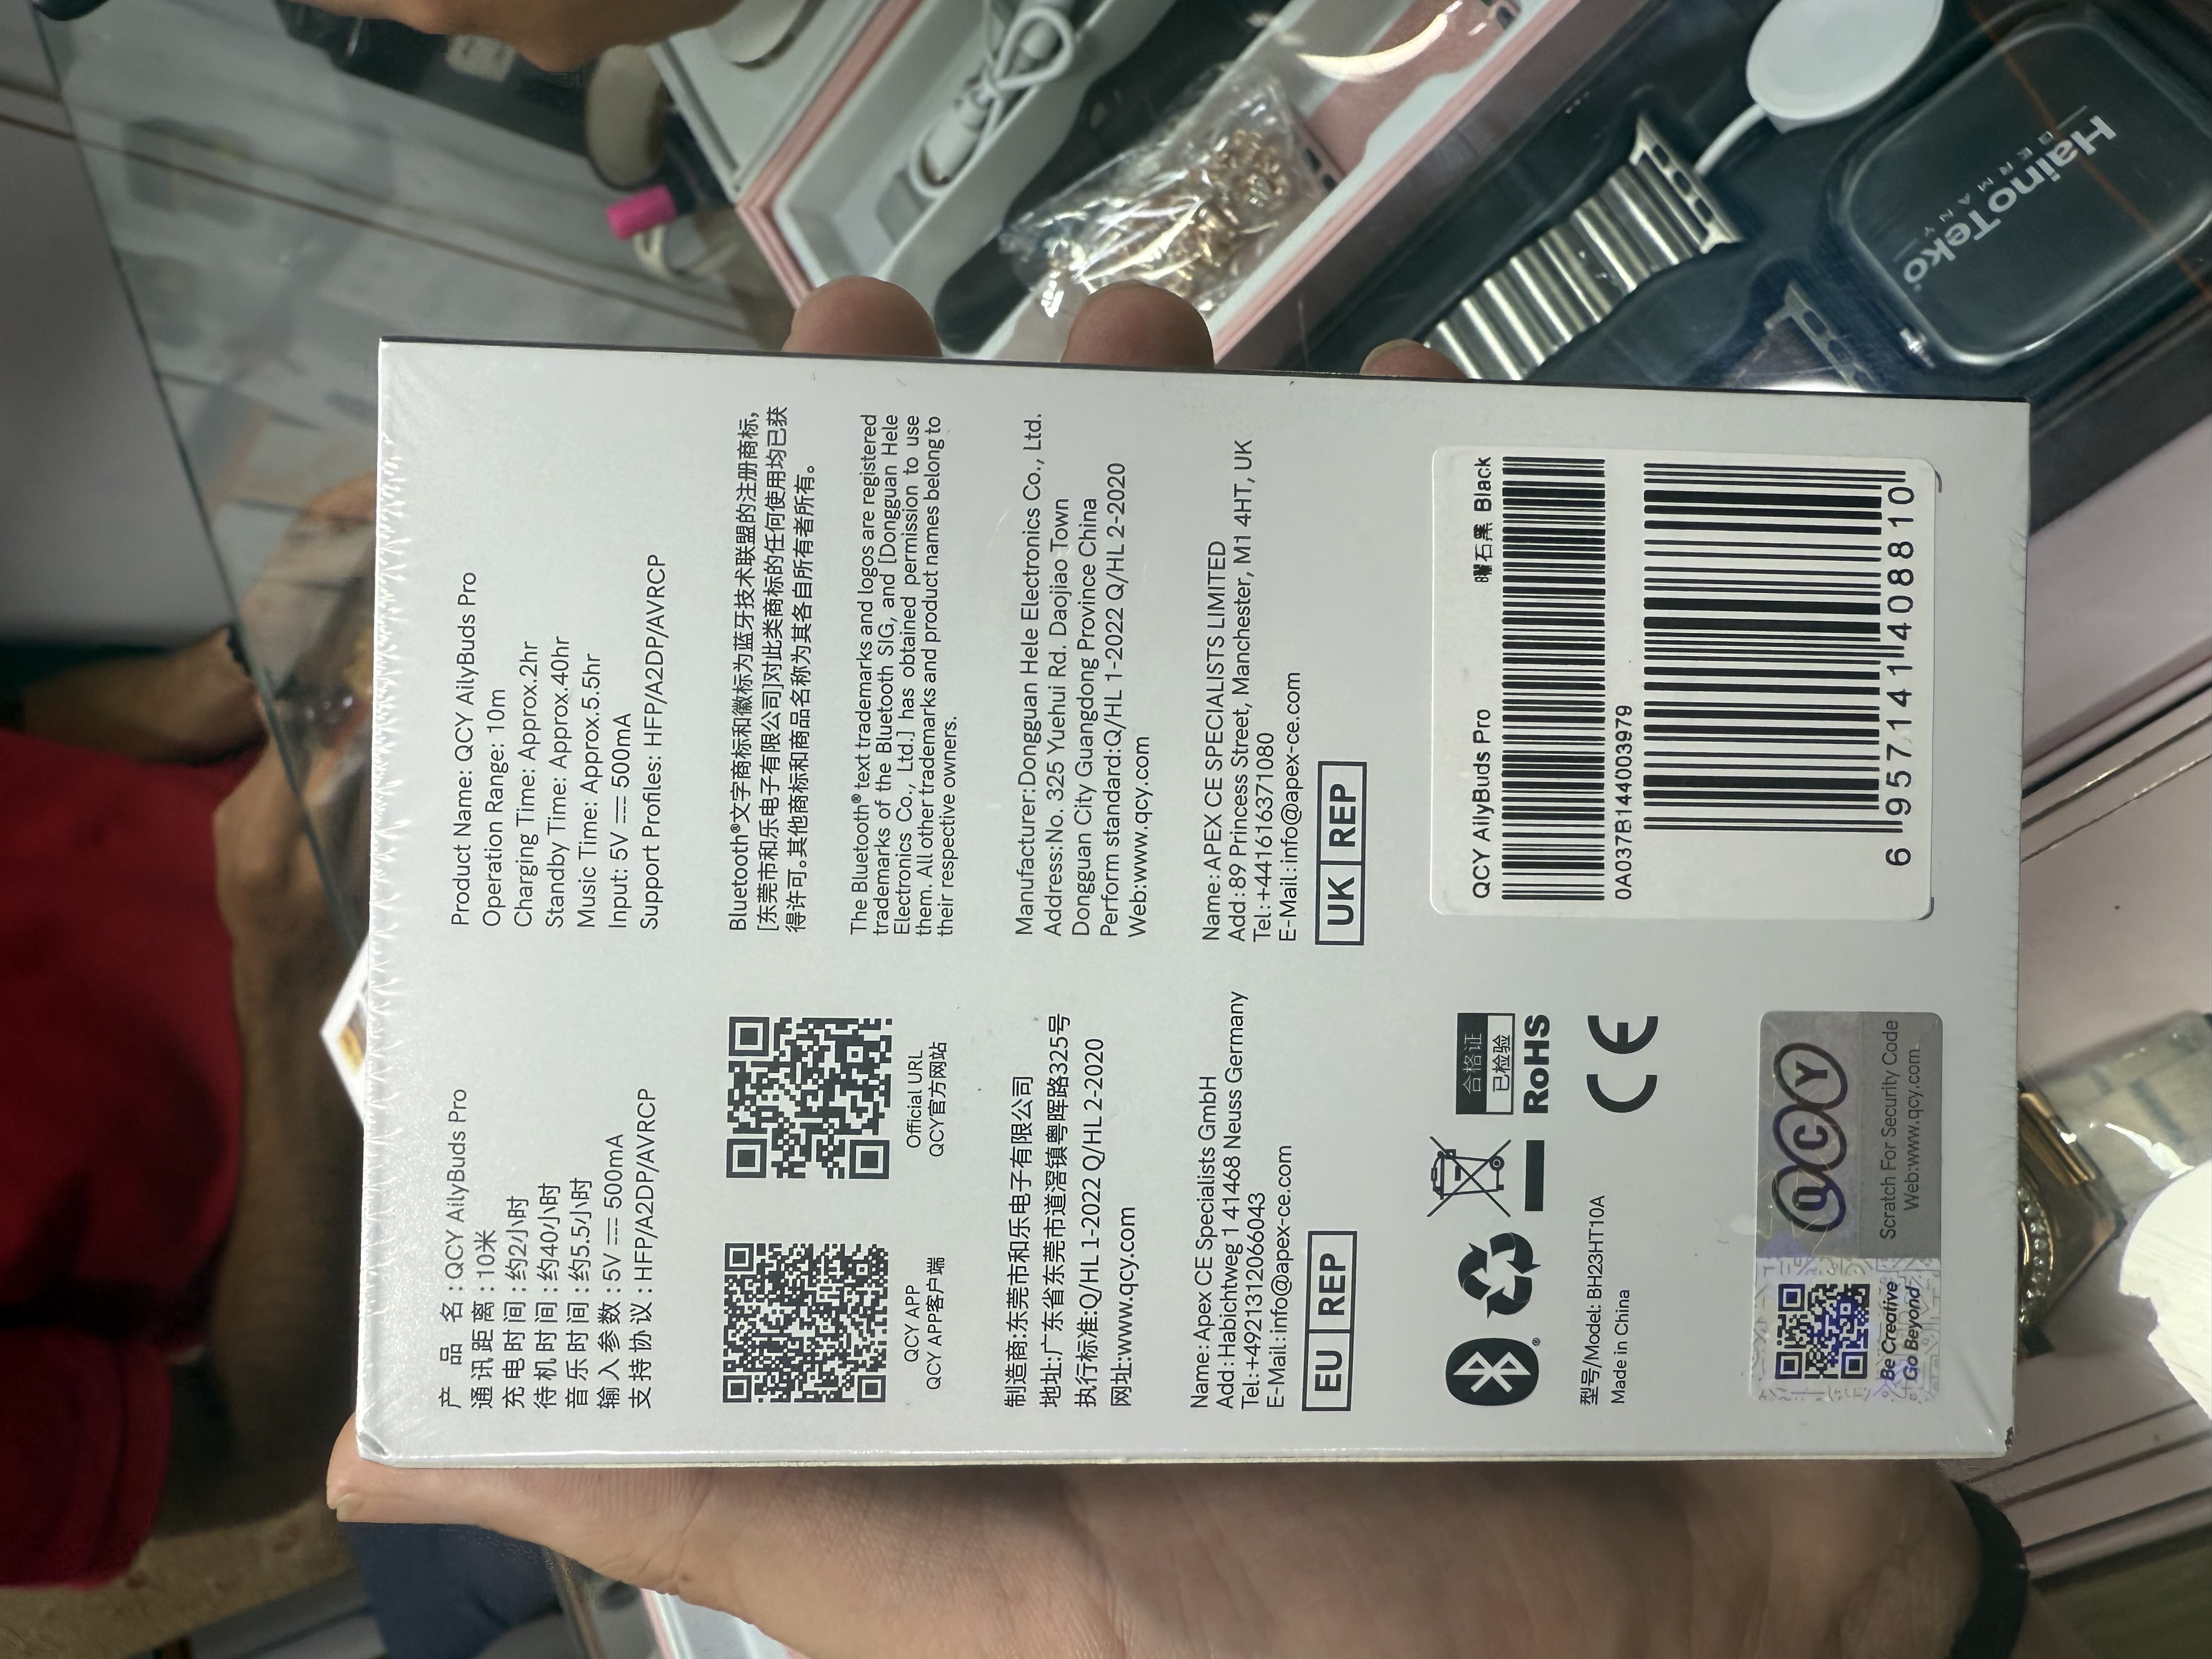 产品名:QCY AilyBuds Pro
通讯距离:10米
充电时间:约2小时
待机时间:约40小时
音乐时间:约5.5小时
输入参数:5V⎓500mA
支持协议:HFP/A2DP/AVRCP
Product Name: QCY AilyBuds Pro
Operation Range: 10m
Charging Time: Approx.2hr
Standby Time: Approx.40hr
Music Time: Approx.5.5hr
Input: 5V⎓500mA
Support Profiles: HFP/A2DP/AVRCP
QCY APP
QCY APP客户端
Official URL
QCY官方网站
Bluetooth®文字商标和徽标为蓝牙技术联盟的注册商标,
[东莞市和乐电子有限公司]对此类商标的任何使用均已获
得许可。其他商标和商品名称为其各自所有者所有。
The Bluetooth® text trademarks and logos are registered
trademarks of the Bluetooth SIG, and [Dongguan Hele
Electronics Co., Ltd.] has obtained permission to use
them. All other trademarks and product names belong to
their respective owners.
制造商:东莞市和乐电子有限公司
地址:广东省东莞市道滘镇粤晖路325号
执行标准:Q/HL 1-2022 Q/HL 2-2020
网址:www.qcy.com
Manufacturer:Dongguan Hele Electronics Co., Ltd.
Address:No. 325 Yuehui Rd. Daojiao Town
Dongguan City Guangdong Province China
Perform standard:Q/HL 1-2022 Q/HL 2-2020
Web:www.qcy.com
Name:Apex CE Specialists GmbH
Add:Habichtweg 1 41468 Neuss Germany
Tel:+4921312066043
E-Mail:info@apex-ce.com
EU REP
Name:APEX CE SPECIALISTS LIMITED
Add:89 Princess Street, Manchester, M1 4HT, UK
Tel:+441616371080
E-Mail:info@apex-ce.com
UK REP
合格证
已检验
RoHS
CE
型号/Model: BH23HT10A
Made in China
QCY AilyBuds Pro 曜石黑 Black
0A037B144003979
6 957141 408810
Be Creative
Go Beyond
QCY
Scratch For Security Code
Web:www.qcy.com
HainoTeko
GERMANY